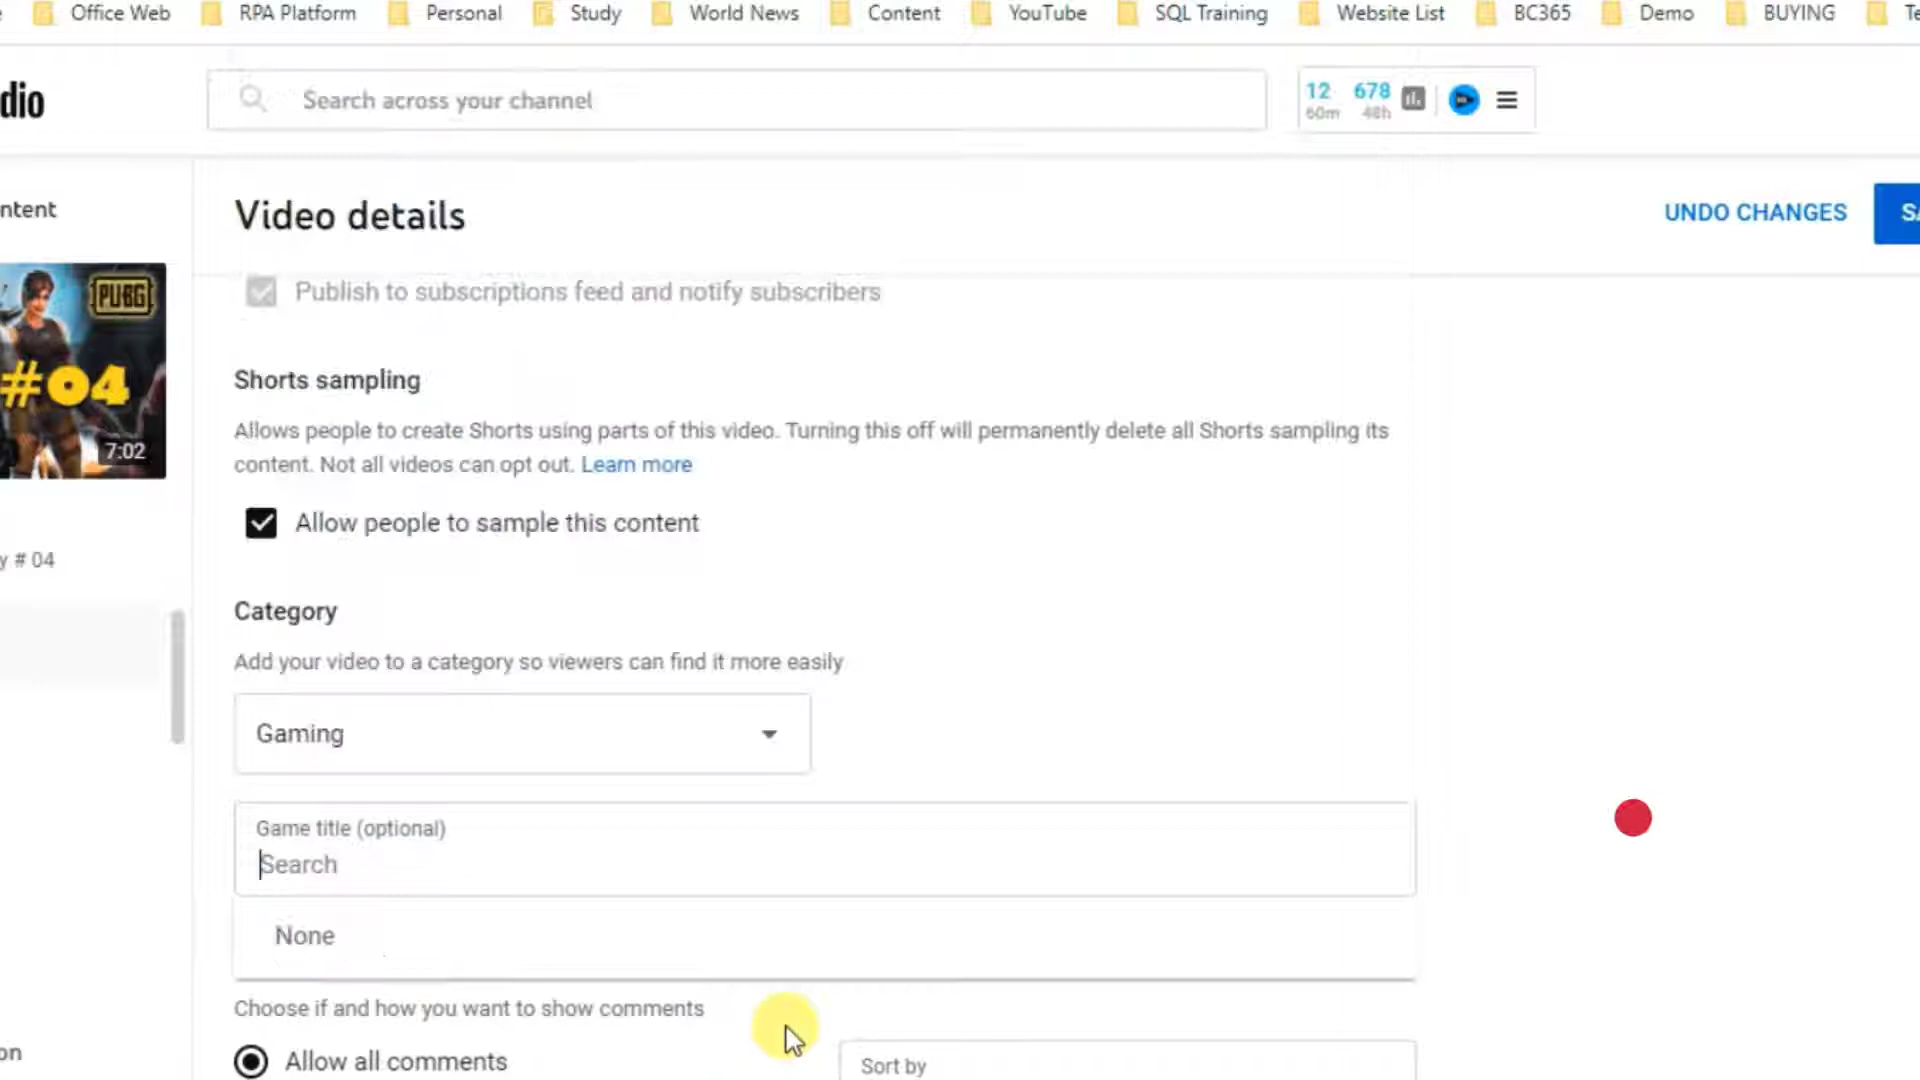 Office Web RPA Platform Personal Study World News Content YouTube SQL Training Website List BC365 Demo BUYING
dio Search across your channel 12 678
60m 48h
ntent Video details UNDO CHANGES SA
PUBG
Publish to subscriptions feed and notify subscribers
#04
7:02
Shorts sampling
Allows people to create Shorts using parts of this video. Turning this off will permanently delete all Shorts sampling its
content. Not all videos can opt out. Learn more
Allow people to sample this content
y # 04
Category
Add your video to a category so viewers can find it more easily
Gaming
Game title (optional)
Search
None
Choose if and how you want to show comments
on Allow all comments Sort by